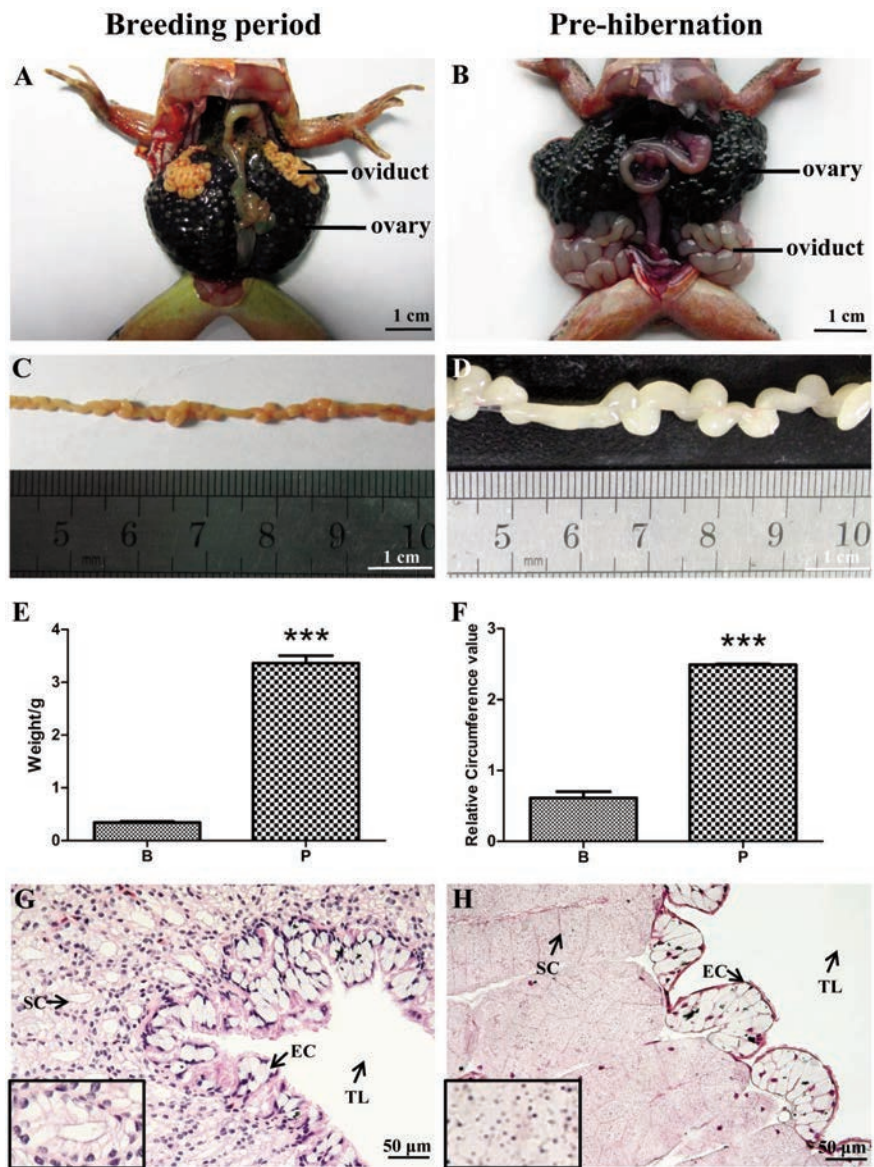 Breeding period
Pre-hibernation
A
oviduct
ovary
1 cm
B
ovary
oviduct
1 cm
C
5 6 7 8 9 10
mm
1 cm
D
5 6 7 8 9 10
mm
1 cm
E
Weight/g
4
3
2
1
0
***
B
P
F
Relative Circumference value
3
2
1
0
***
B
P
G
SC
EC
TL
50 μm
H
SC
EC
TL
50 μm